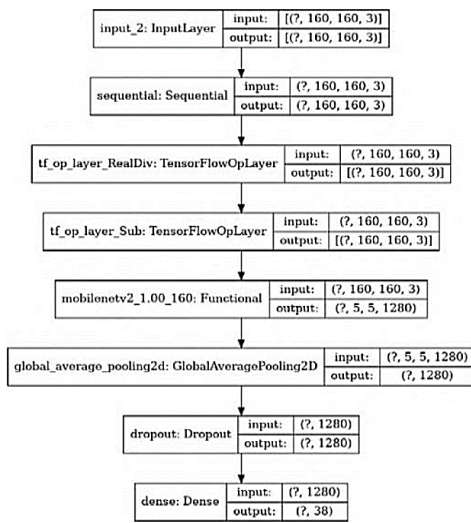 input_2: InputLayer input: [(?, 160, 160, 3)]
output: [(?, 160, 160, 3)]
sequential: Sequential input: (?, 160, 160, 3)
output: (?, 160, 160, 3)
tf_op_layer_RealDiv: TensorFlowOpLayer input: (?, 160, 160, 3)
output: [(?, 160, 160, 3)]
tf_op_layer_Sub: TensorFlowOpLayer input: (?, 160, 160, 3)
output: [(?, 160, 160, 3)]
mobilenetv2_1.00_160: Functional input: (?, 160, 160, 3)
output: (?, 5, 5, 1280)
global_average_pooling2d: GlobalAveragePooling2D input: (?, 5, 5, 1280)
output: (?, 1280)
dropout: Dropout input: (?, 1280)
output: (?, 1280)
dense: Dense input: (?, 1280)
output: (?, 38)